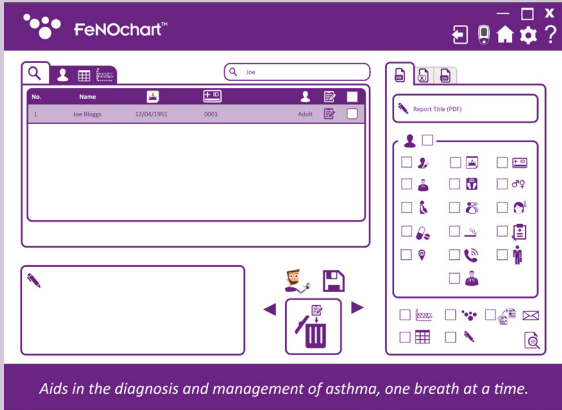 FeNOchart™
Joe
No. Name ID
1 Joe Bloggs 12/04/1951 0001 Adult
Report Title (PDF)
Aids in the diagnosis and management of asthma, one breath at a time.